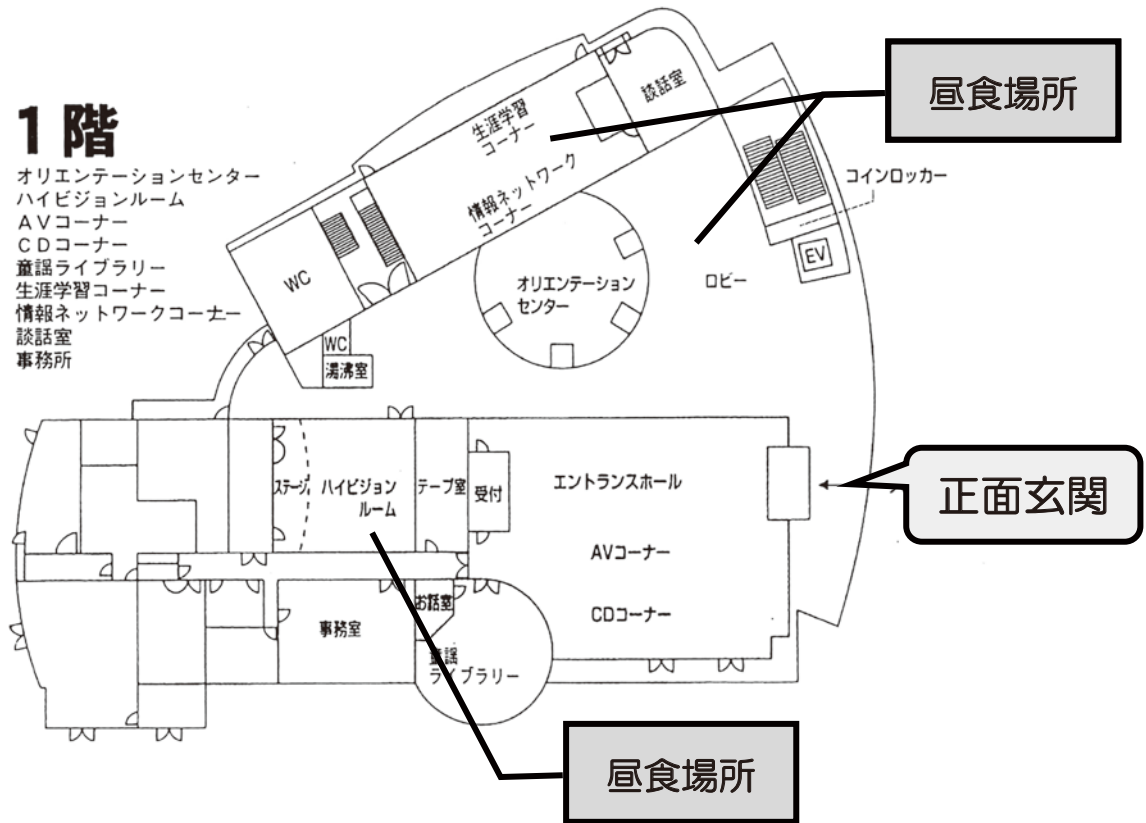 1階
オリエンテーションセンター
ハイビジョンルーム
AVコーナー
CDコーナー
童謡ライブラリー
生涯学習コーナー
情報ネットワークコーナー
談話室
事務所
昼食場所
談話室
生涯学習
コーナー
情報ネットワーク
コーナー
コインロッカー
EV
ロビー
オリエンテーション
センター
WC
WC
湯沸室
ステージ
ハイビジョン
ルーム
テープ室
受付
エントランスホール
正面玄関
AVコーナー
CDコーナー
お話室
事務室
童謡
ライブラリー
昼食場所